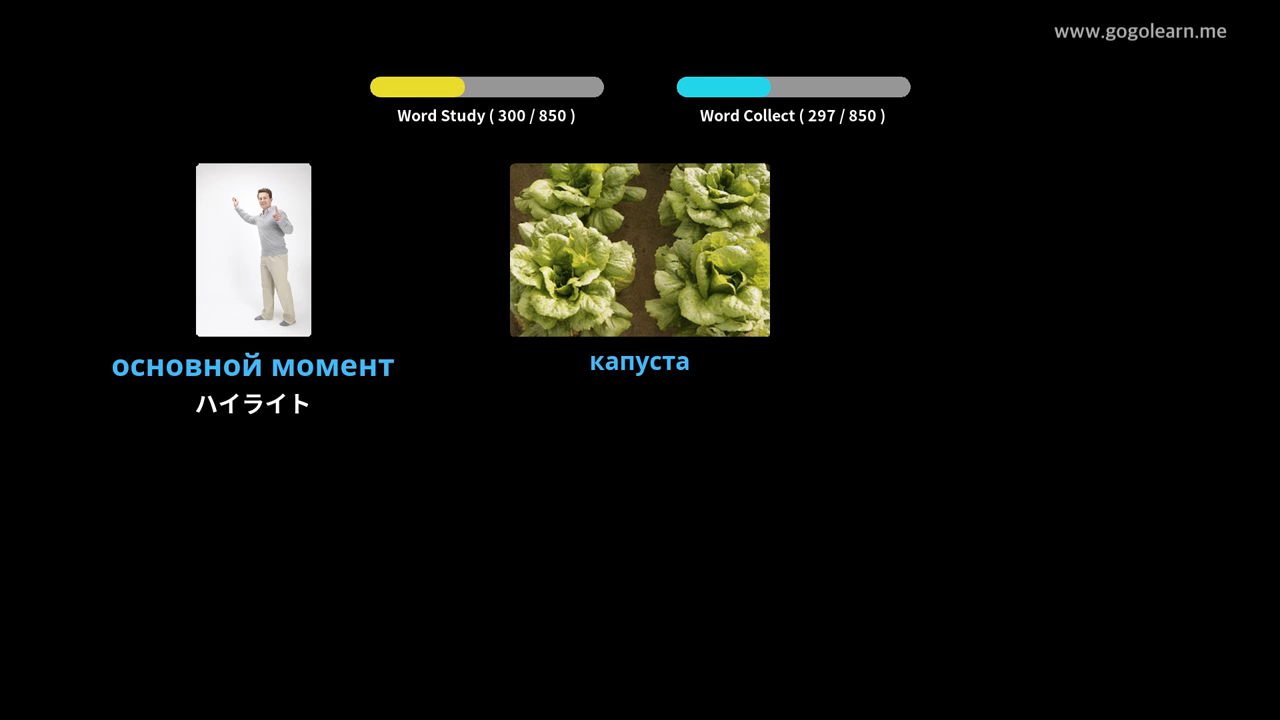 www.gogolearn.me
Word Study ( 300 / 850 )
Word Collect ( 297 / 850 )
основной момент
ハイライト
капуста